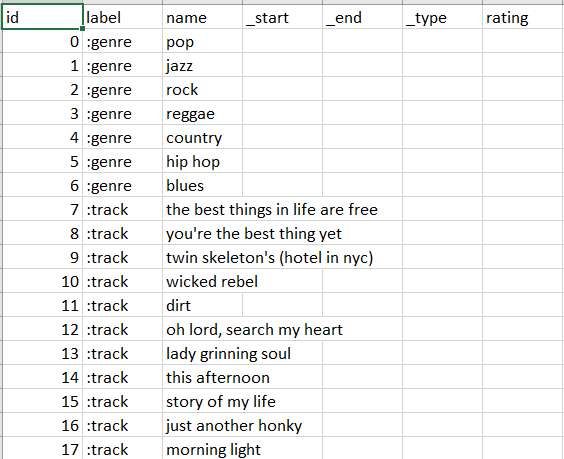 id label name _start _end _type rating
0 :genre pop
1 :genre jazz
2 :genre rock
3 :genre reggae
4 :genre country
5 :genre hip hop
6 :genre blues
7 :track the best things in life are free
8 :track you're the best thing yet
9 :track twin skeleton's (hotel in nyc)
10 :track wicked rebel
11 :track dirt
12 :track oh lord, search my heart
13 :track lady grinning soul
14 :track this afternoon
15 :track story of my life
16 :track just another honky
17 :track morning light